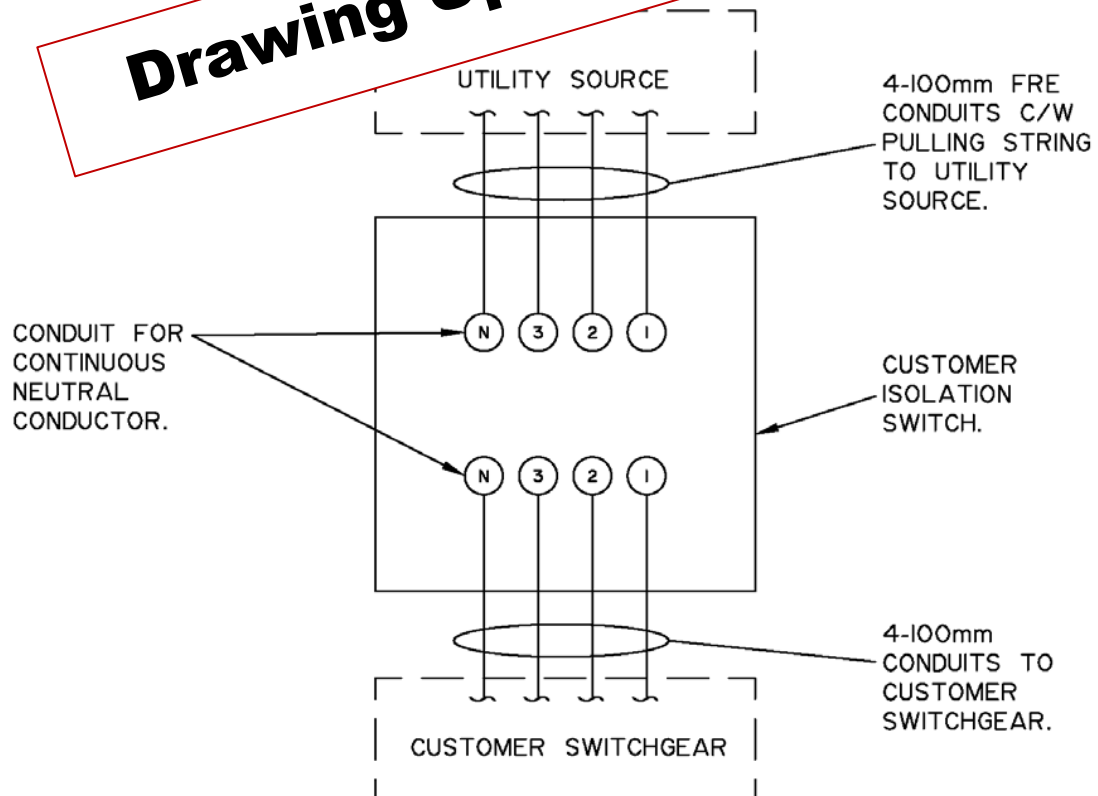 Drawing
UTILITY SOURCE
4-100mm FRE
CONDUITS C/W
PULLING STRING
TO UTILITY
SOURCE.
N 3 2 1
CONDUIT FOR
CONTINUOUS
NEUTRAL
CONDUCTOR.
CUSTOMER
ISOLATION
SWITCH.
N 3 2 1
4-100mm
CONDUITS TO
CUSTOMER
SWITCHGEAR.
CUSTOMER SWITCHGEAR